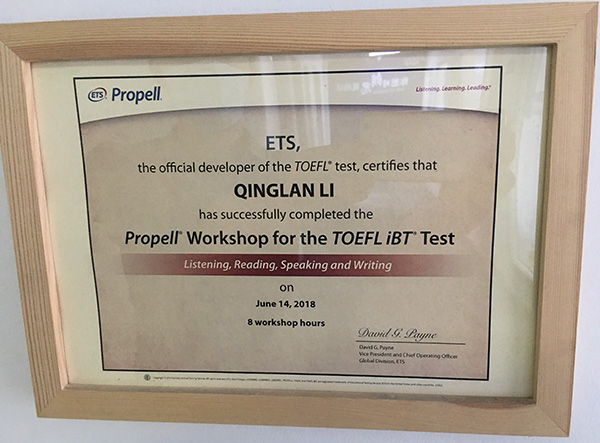 ETS Propell
Listening. Learning. Leading.®
ETS,
the official developer of the TOEFL® test, certifies that
QINGLAN LI
has successfully completed the
Propell® Workshop for the TOEFL iBT® Test
Listening, Reading, Speaking and Writing
on
June 14, 2018
8 workshop hours
David G. Payne
David G. Payne
Vice President and Chief Operating Officer
Global Division, ETS